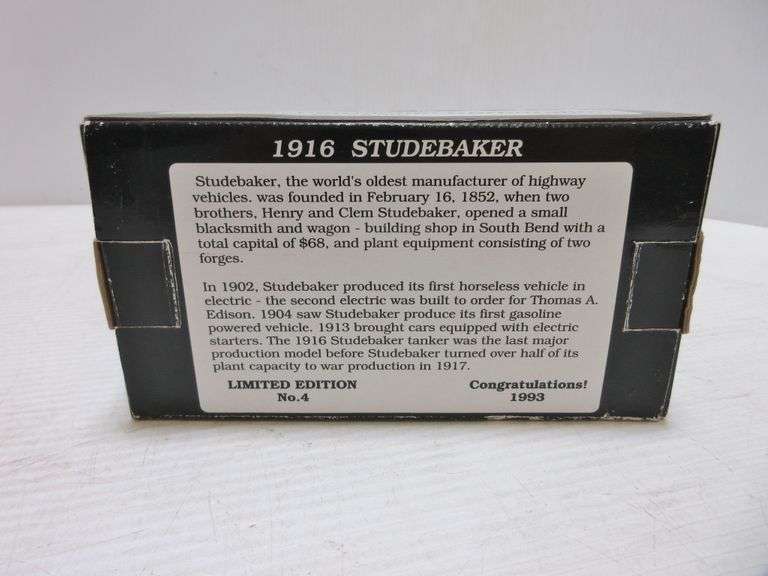 1916 STUDEBAKER
Studebaker, the world's oldest manufacturer of highway
vehicles. was founded in February 16, 1852, when two
brothers, Henry and Clem Studebaker, opened a small
blacksmith and wagon - building shop in South Bend with a
total capital of $68, and plant equipment consisting of two
forges.
In 1902, Studebaker produced its first horseless vehicle in
electric - the second electric was built to order for Thomas A.
Edison. 1904 saw Studebaker produce its first gasoline
powered vehicle. 1913 brought cars equipped with electric
starters. The 1916 Studebaker tanker was the last major
production model before Studebaker turned over half of its
plant capacity to war production in 1917.
LIMITED EDITION Congratulations!
No.4 1993